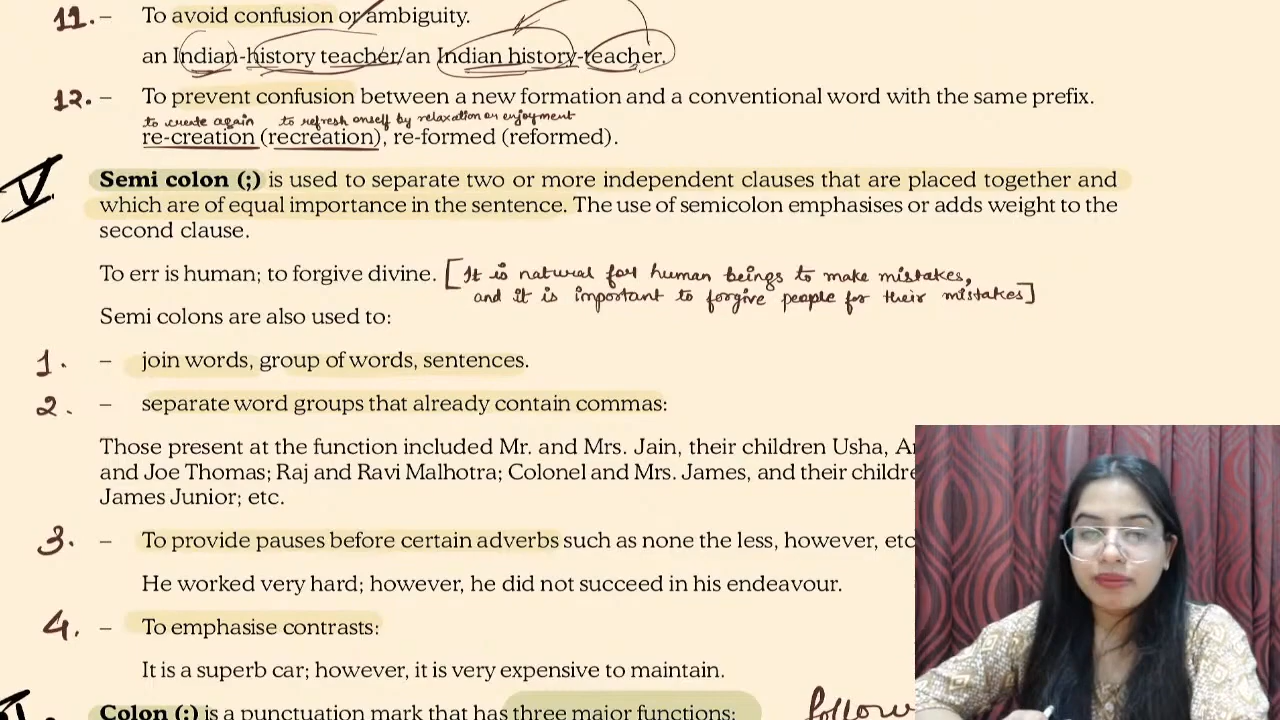 11. – To avoid confusion or ambiguity.
an Indian-history teacher/an Indian history-teacher.
12. – To prevent confusion between a new formation and a conventional word with the same prefix.
to create again to refresh onself by relaxation or enjoyment
re-creation (recreation), re-formed (reformed).
V Semi colon (;) is used to separate two or more independent clauses that are placed together and
which are of equal importance in the sentence. The use of semicolon emphasises or adds weight to the
second clause.
To err is human; to forgive divine. [It is natural for human beings to make mistakes,
and it is important to forgive people for their mistakes]
Semi colons are also used to:
1. – join words, group of words, sentences.
2. – separate word groups that already contain commas:
Those present at the function included Mr. and Mrs. Jain, their children Usha,
and Joe Thomas; Raj and Ravi Malhotra; Colonel and Mrs. James, and their
James Junior; etc.
3. – To provide pauses before certain adverbs such as none the less, however, etc
He worked very hard; however, he did not succeed in his endeavour.
4. – To emphasise contrasts:
It is a superb car; however, it is very expensive to maintain.
Colon (:) is a punctuation mark that has three major functions: follow